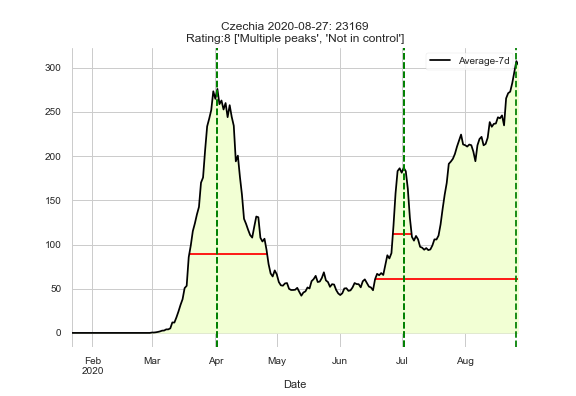 Czechia 2020-08-27: 23169
Rating:8 ['Multiple peaks', 'Not in control']
Average-7d
300
250
200
150
100
50
0
Feb Mar Apr May Jun Jul Aug
2020
Date